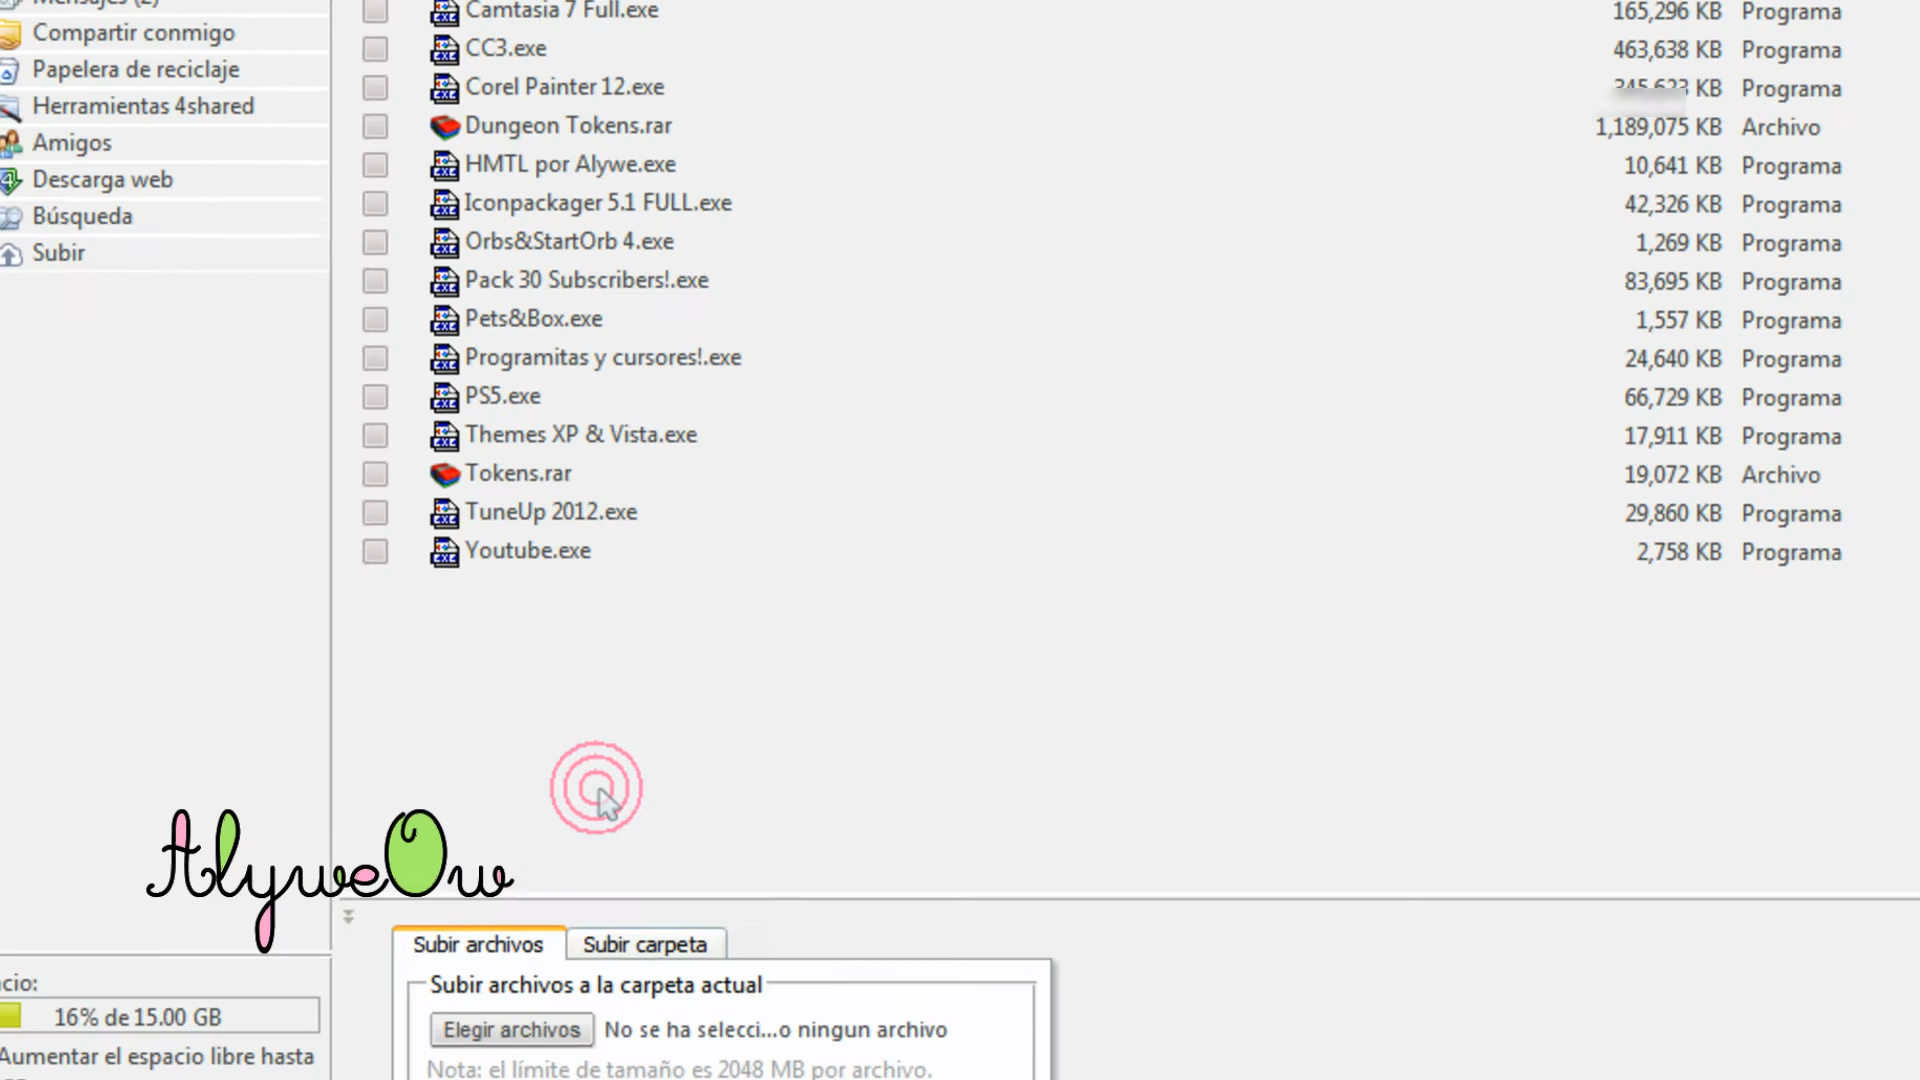 Mensajes (2)
Compartir conmigo
Papelera de reciclaje
Herramientas 4shared
Amigos
Descarga web
Búsqueda
Subir
Camtasia 7 Full.exe 165,296 KB Programa
CC3.exe 463,638 KB Programa
Corel Painter 12.exe 345,623 KB Programa
Dungeon Tokens.rar 1,189,075 KB Archivo
HMTL por Alywe.exe 10,641 KB Programa
Iconpackager 5.1 FULL.exe 42,326 KB Programa
Orbs&StartOrb 4.exe 1,269 KB Programa
Pack 30 Subscribers!.exe 83,695 KB Programa
Pets&Box.exe 1,557 KB Programa
Programitas y cursores!.exe 24,640 KB Programa
PS5.exe 66,729 KB Programa
Themes XP & Vista.exe 17,911 KB Programa
Tokens.rar 19,072 KB Archivo
TuneUp 2012.exe 29,860 KB Programa
Youtube.exe 2,758 KB Programa
AlyweOw
Subir archivos Subir carpeta
Subir archivos a la carpeta actual
Elegir archivos No se ha selecci...o ningun archivo
Nota: el límite de tamaño es 2048 MB por archivo.
cio:
16% de 15.00 GB
Aumentar el espacio libre hasta